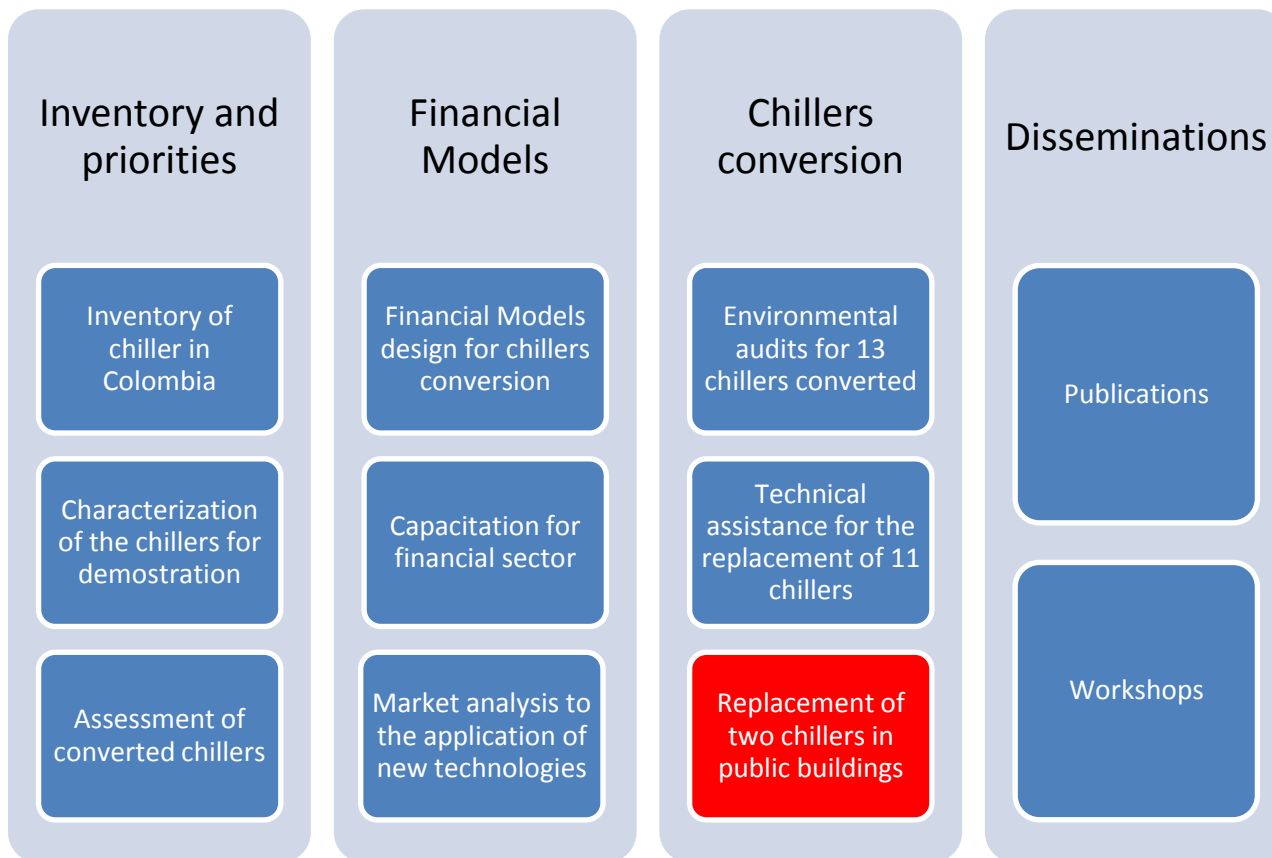 Inventory and
priorities
Inventory of
chiller in
Colombia
Characterization
of the chillers for
demostration
Assessment of
converted chillers
Financial
Models
Financial Models
design for chillers
conversion
Capacitation for
financial sector
Market analysis to
the application of
new technologies
Chillers
conversion
Environmental
audits for 13
chillers converted
Technical
assistance for the
replacement of 11
chillers
Replacement of
two chillers in
public buildings
Disseminations
Publications
Workshops